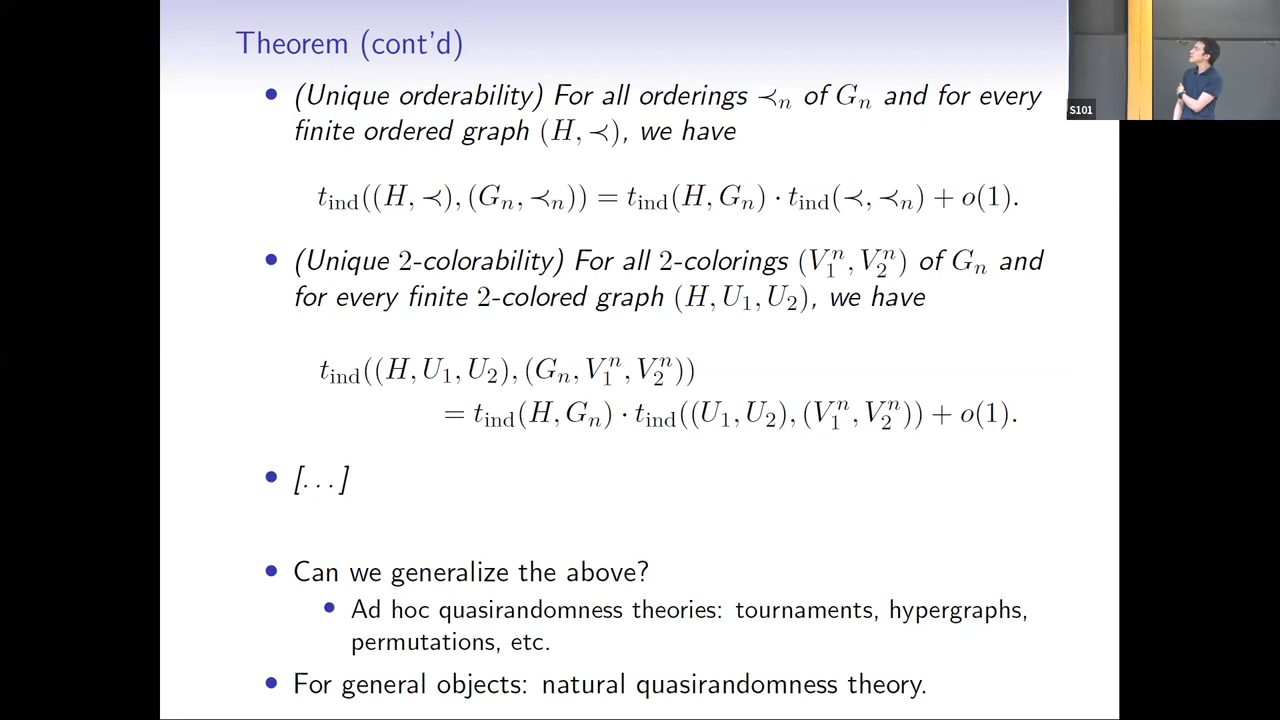 Theorem (cont'd)
• (Unique orderability) For all orderings ≺ₙ of Gₙ and for every
finite ordered graph (H, ≺), we have
t_ind((H, ≺), (Gₙ, ≺ₙ)) = t_ind(H, Gₙ) · t_ind(≺, ≺ₙ) + o(1).
• (Unique 2-colorability) For all 2-colorings (V₁ⁿ, V₂ⁿ) of Gₙ and
for every finite 2-colored graph (H, U₁, U₂), we have
t_ind((H, U₁, U₂), (Gₙ, V₁ⁿ, V₂ⁿ))
= t_ind(H, Gₙ) · t_ind((U₁, U₂), (V₁ⁿ, V₂ⁿ)) + o(1).
• [...]
• Can we generalize the above?
• Ad hoc quasirandomness theories: tournaments, hypergraphs,
permutations, etc.
• For general objects: natural quasirandomness theory.
S101